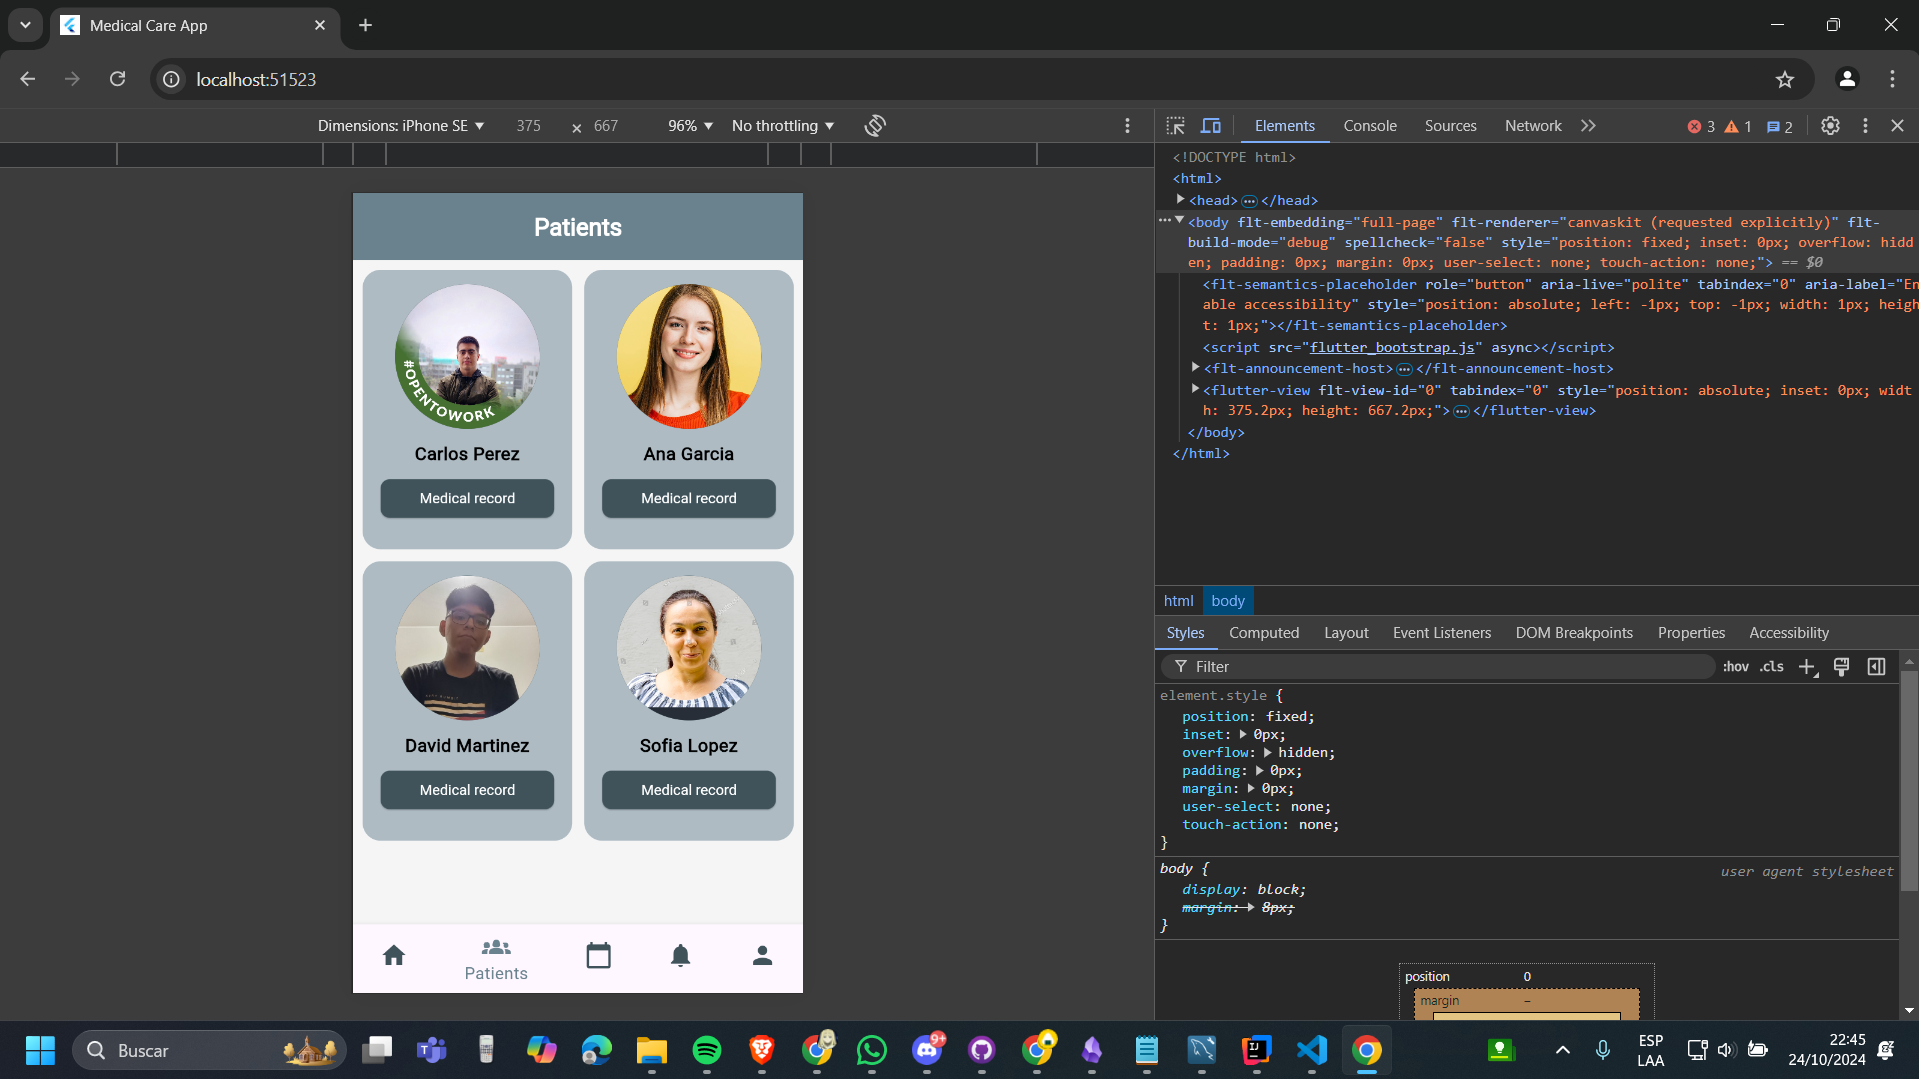 Medical Care App
localhost:51523
Dimensions: iPhone SE 375 × 667 96% No throttling
Elements Console Sources Network 3 1 2
<!DOCTYPE html>
<html>
<head> ••• </head>
••• <body flt-embedding="full-page" flt-renderer="canvaskit (requested explicitly)" flt-
build-mode="debug" spellcheck="false" style="position: fixed; inset: 0px; overflow: hidd
en; padding: 0px; margin: 0px; user-select: none; touch-action: none;"> == $0
<flt-semantics-placeholder role="button" aria-live="polite" tabindex="0" aria-label="En
able accessibility" style="position: absolute; left: -1px; top: -1px; width: 1px; heigh
t: 1px;"></flt-semantics-placeholder>
<script src="flutter_bootstrap.js" async></script>
<flt-announcement-host> ••• </flt-announcement-host>
<flutter-view flt-view-id="0" tabindex="0" style="position: absolute; inset: 0px; widt
h: 375.2px; height: 667.2px;"> ••• </flutter-view>
</body>
</html>
html body
Styles Computed Layout Event Listeners DOM Breakpoints Properties Accessibility
Filter :hov .cls
element.style {
position: fixed;
inset: 0px;
overflow: hidden;
padding: 0px;
margin: 0px;
user-select: none;
touch-action: none;
}
body { user agent stylesheet
display: block;
margin: 8px;
}
position 0
margin –
Patients
#OPENTOWORK
Carlos Perez Ana Garcia
Medical record Medical record
David Martinez Sofia Lopez
Medical record Medical record
Patients
Buscar
9+
ESP
LAA
22:45
24/10/2024